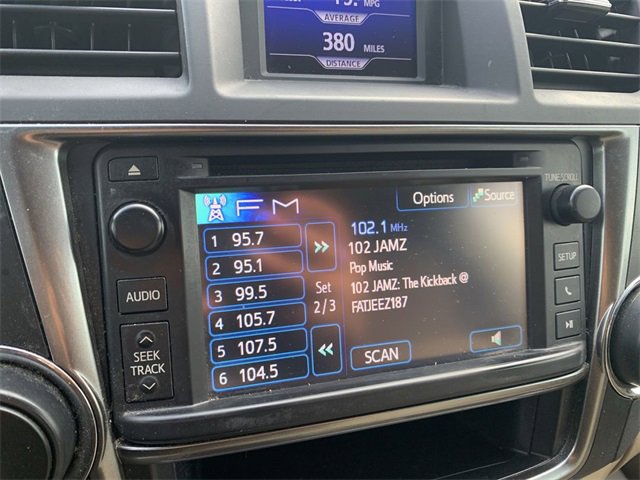 MPG
AVERAGE
380 MILES
DISTANCE
TUNE SCROLL
FM
Options
Source
1 95.7
2 95.1
3 99.5
4 105.7
5 107.5
6 104.5
Set
2/3
102.1 MHz
102 JAMZ
Pop Music
102 JAMZ: The Kickback @
FATJEEZ187
SCAN
AUDIO
SEEK
TRACK
SETUP